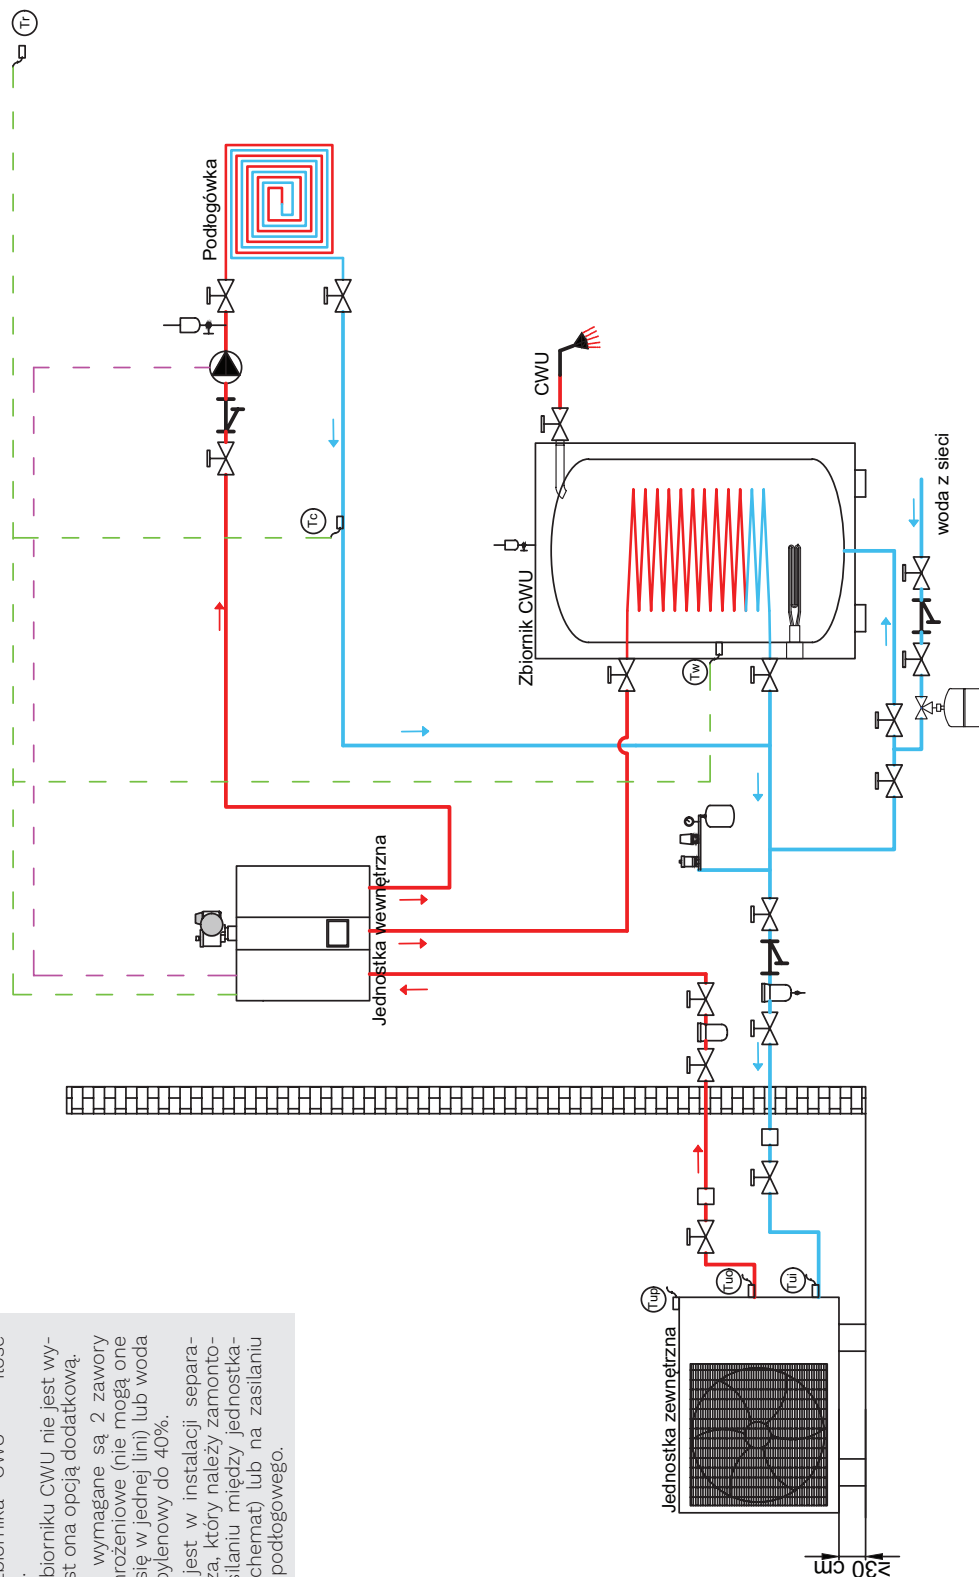 biorniku CWU nie jest wy-
st ona opcją dodatkową.
wymagane są 2 zawory
mrożeniowe (nie mogą one
się w jednej lini) lub woda
pylenowy do 40%.
jest w instalacji separa-
za, który należy zamonto-
silaniu między jednostka-
chemat) lub na zasilaniu
podłogowego.
Tr
Podłogówka
Tc
CWU
Zbiornik CWU
Tw
woda z sieci
Jednostka wewnętrzna
Tup
Tuo
Tui
Jednostka zewnętrzna
≥30 cm